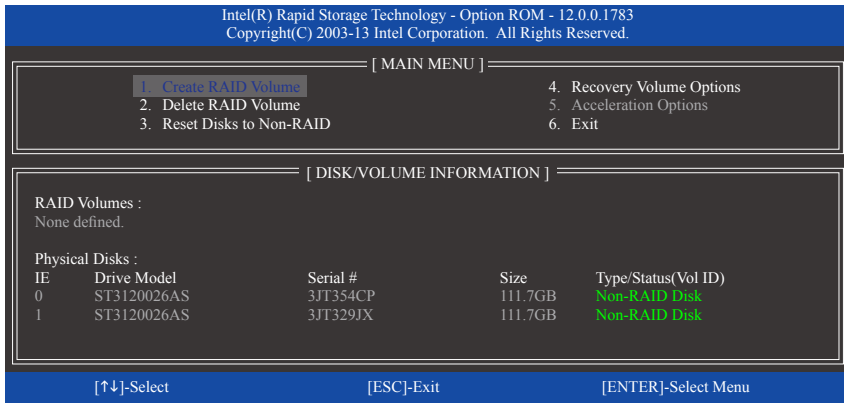 Intel(R) Rapid Storage Technology - Option ROM - 12.0.0.1783
Copyright(C) 2003-13 Intel Corporation. All Rights Reserved.
[ MAIN MENU ]
1. Create RAID Volume
2. Delete RAID Volume
3. Reset Disks to Non-RAID
4. Recovery Volume Options
5. Acceleration Options
6. Exit
[ DISK/VOLUME INFORMATION ]
RAID Volumes :
None defined.
Physical Disks :
IE Drive Model Serial # Size Type/Status(Vol ID)
0 ST3120026AS 3JT354CP 111.7GB Non-RAID Disk
1 ST3120026AS 3JT329JX 111.7GB Non-RAID Disk
[↑↓]-Select [ESC]-Exit [ENTER]-Select Menu